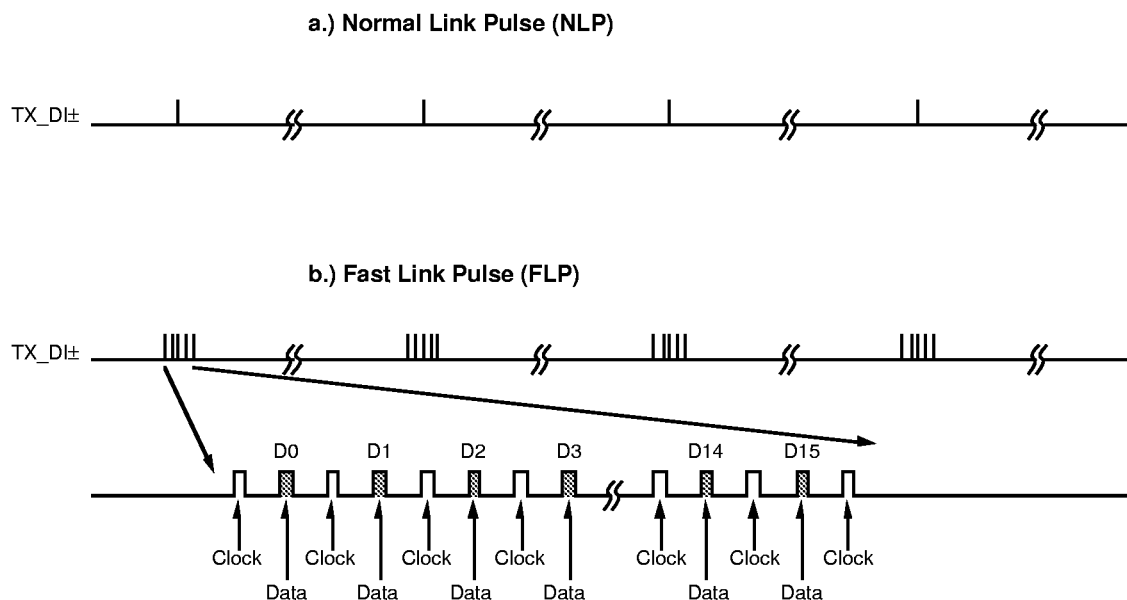 a.) Normal Link Pulse (NLP)
TX_DI±
b.) Fast Link Pulse (FLP)
TX_DI±
D0 D1 D2 D3 D14 D15
Clock Clock Clock Clock Clock Clock Clock
Data Data Data Data Data Data